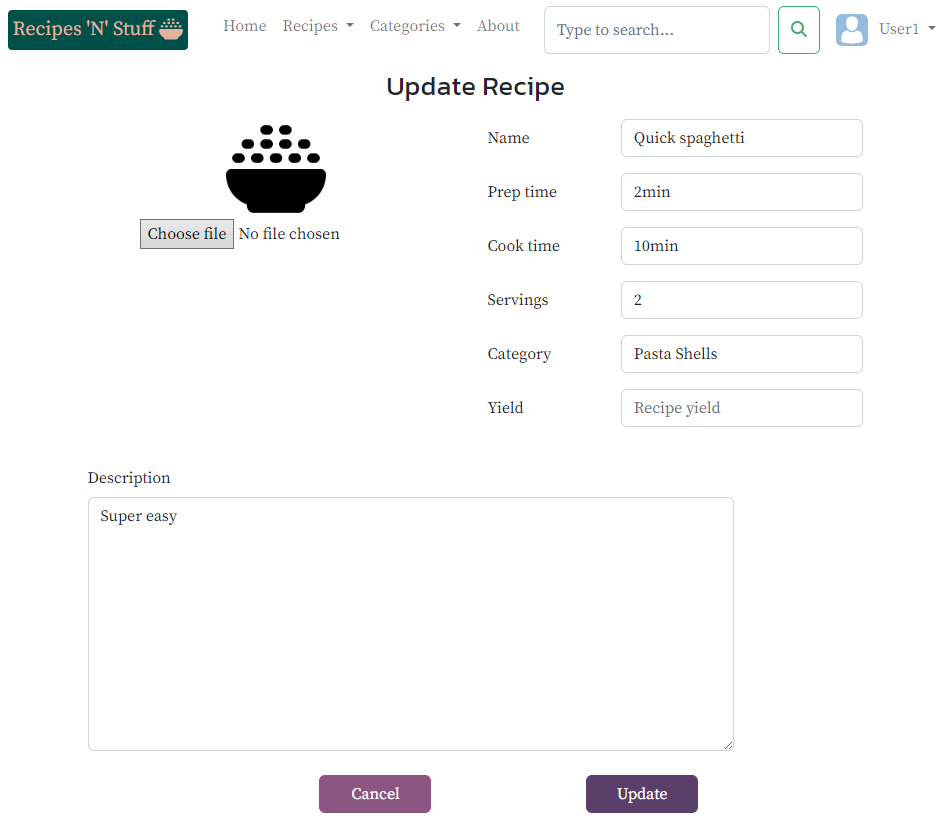 Recipes 'N' Stuff Home Recipes Categories About Type to search... User1
Update Recipe
Name Quick spaghetti
Prep time 2min
Choose file No file chosen
Cook time 10min
Servings 2
Category Pasta Shells
Yield Recipe yield
Description
Super easy
Cancel Update